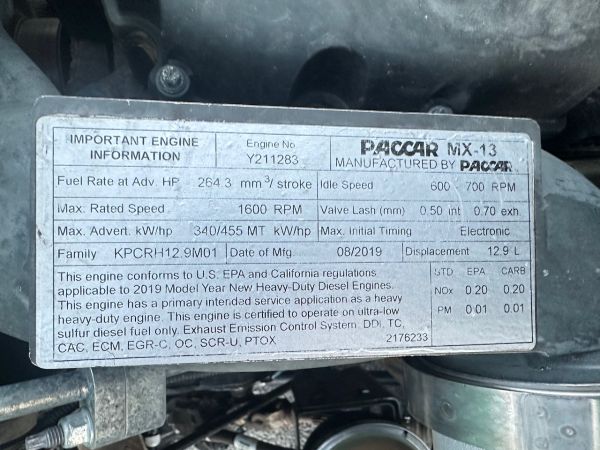 IMPORTANT ENGINE
INFORMATION
Engine No.
Y211283
PACCAR MX-13
MANUFACTURED BY PACCAR
Fuel Rate at Adv. HP 264.3 mm³/stroke
Idle Speed 600 - 700 RPM
Max. Rated Speed 1600 RPM
Valve Lash (mm) 0.50 int 0.70 exh.
Max. Advert. kW/hp 340/455 MT kW/hp
Max. Initial Timing Electronic
Family KPCRH12.9M01
Date of Mfg. 08/2019
Displacement 12.9 L
This engine conforms to U.S. EPA and California regulations
applicable to 2019 Model Year New Heavy-Duty Diesel Engines.
This engine has a primary intended service application as a heavy
heavy-duty engine. This engine is certified to operate on ultra-low
sulfur diesel fuel only. Exhaust Emission Control System: DDI, TC,
CAC, ECM, EGR-C, OC, SCR-U, PTOX
2176233
STD EPA CARB
NOx 0.20 0.20
PM 0.01 0.01